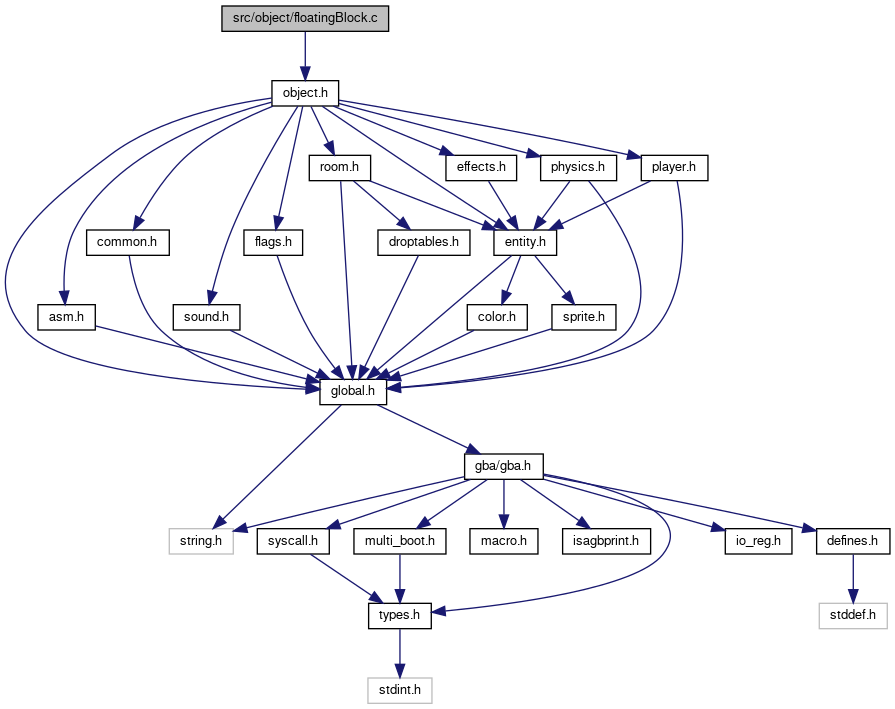 src/object/floatingBlock.c
object.h
room.h
effects.h
physics.h
player.h
common.h
flags.h
droptables.h
entity.h
asm.h
sound.h
color.h
sprite.h
global.h
gba/gba.h
string.h
syscall.h
multi_boot.h
macro.h
isagbprint.h
io_reg.h
defines.h
types.h
stddef.h
stdint.h